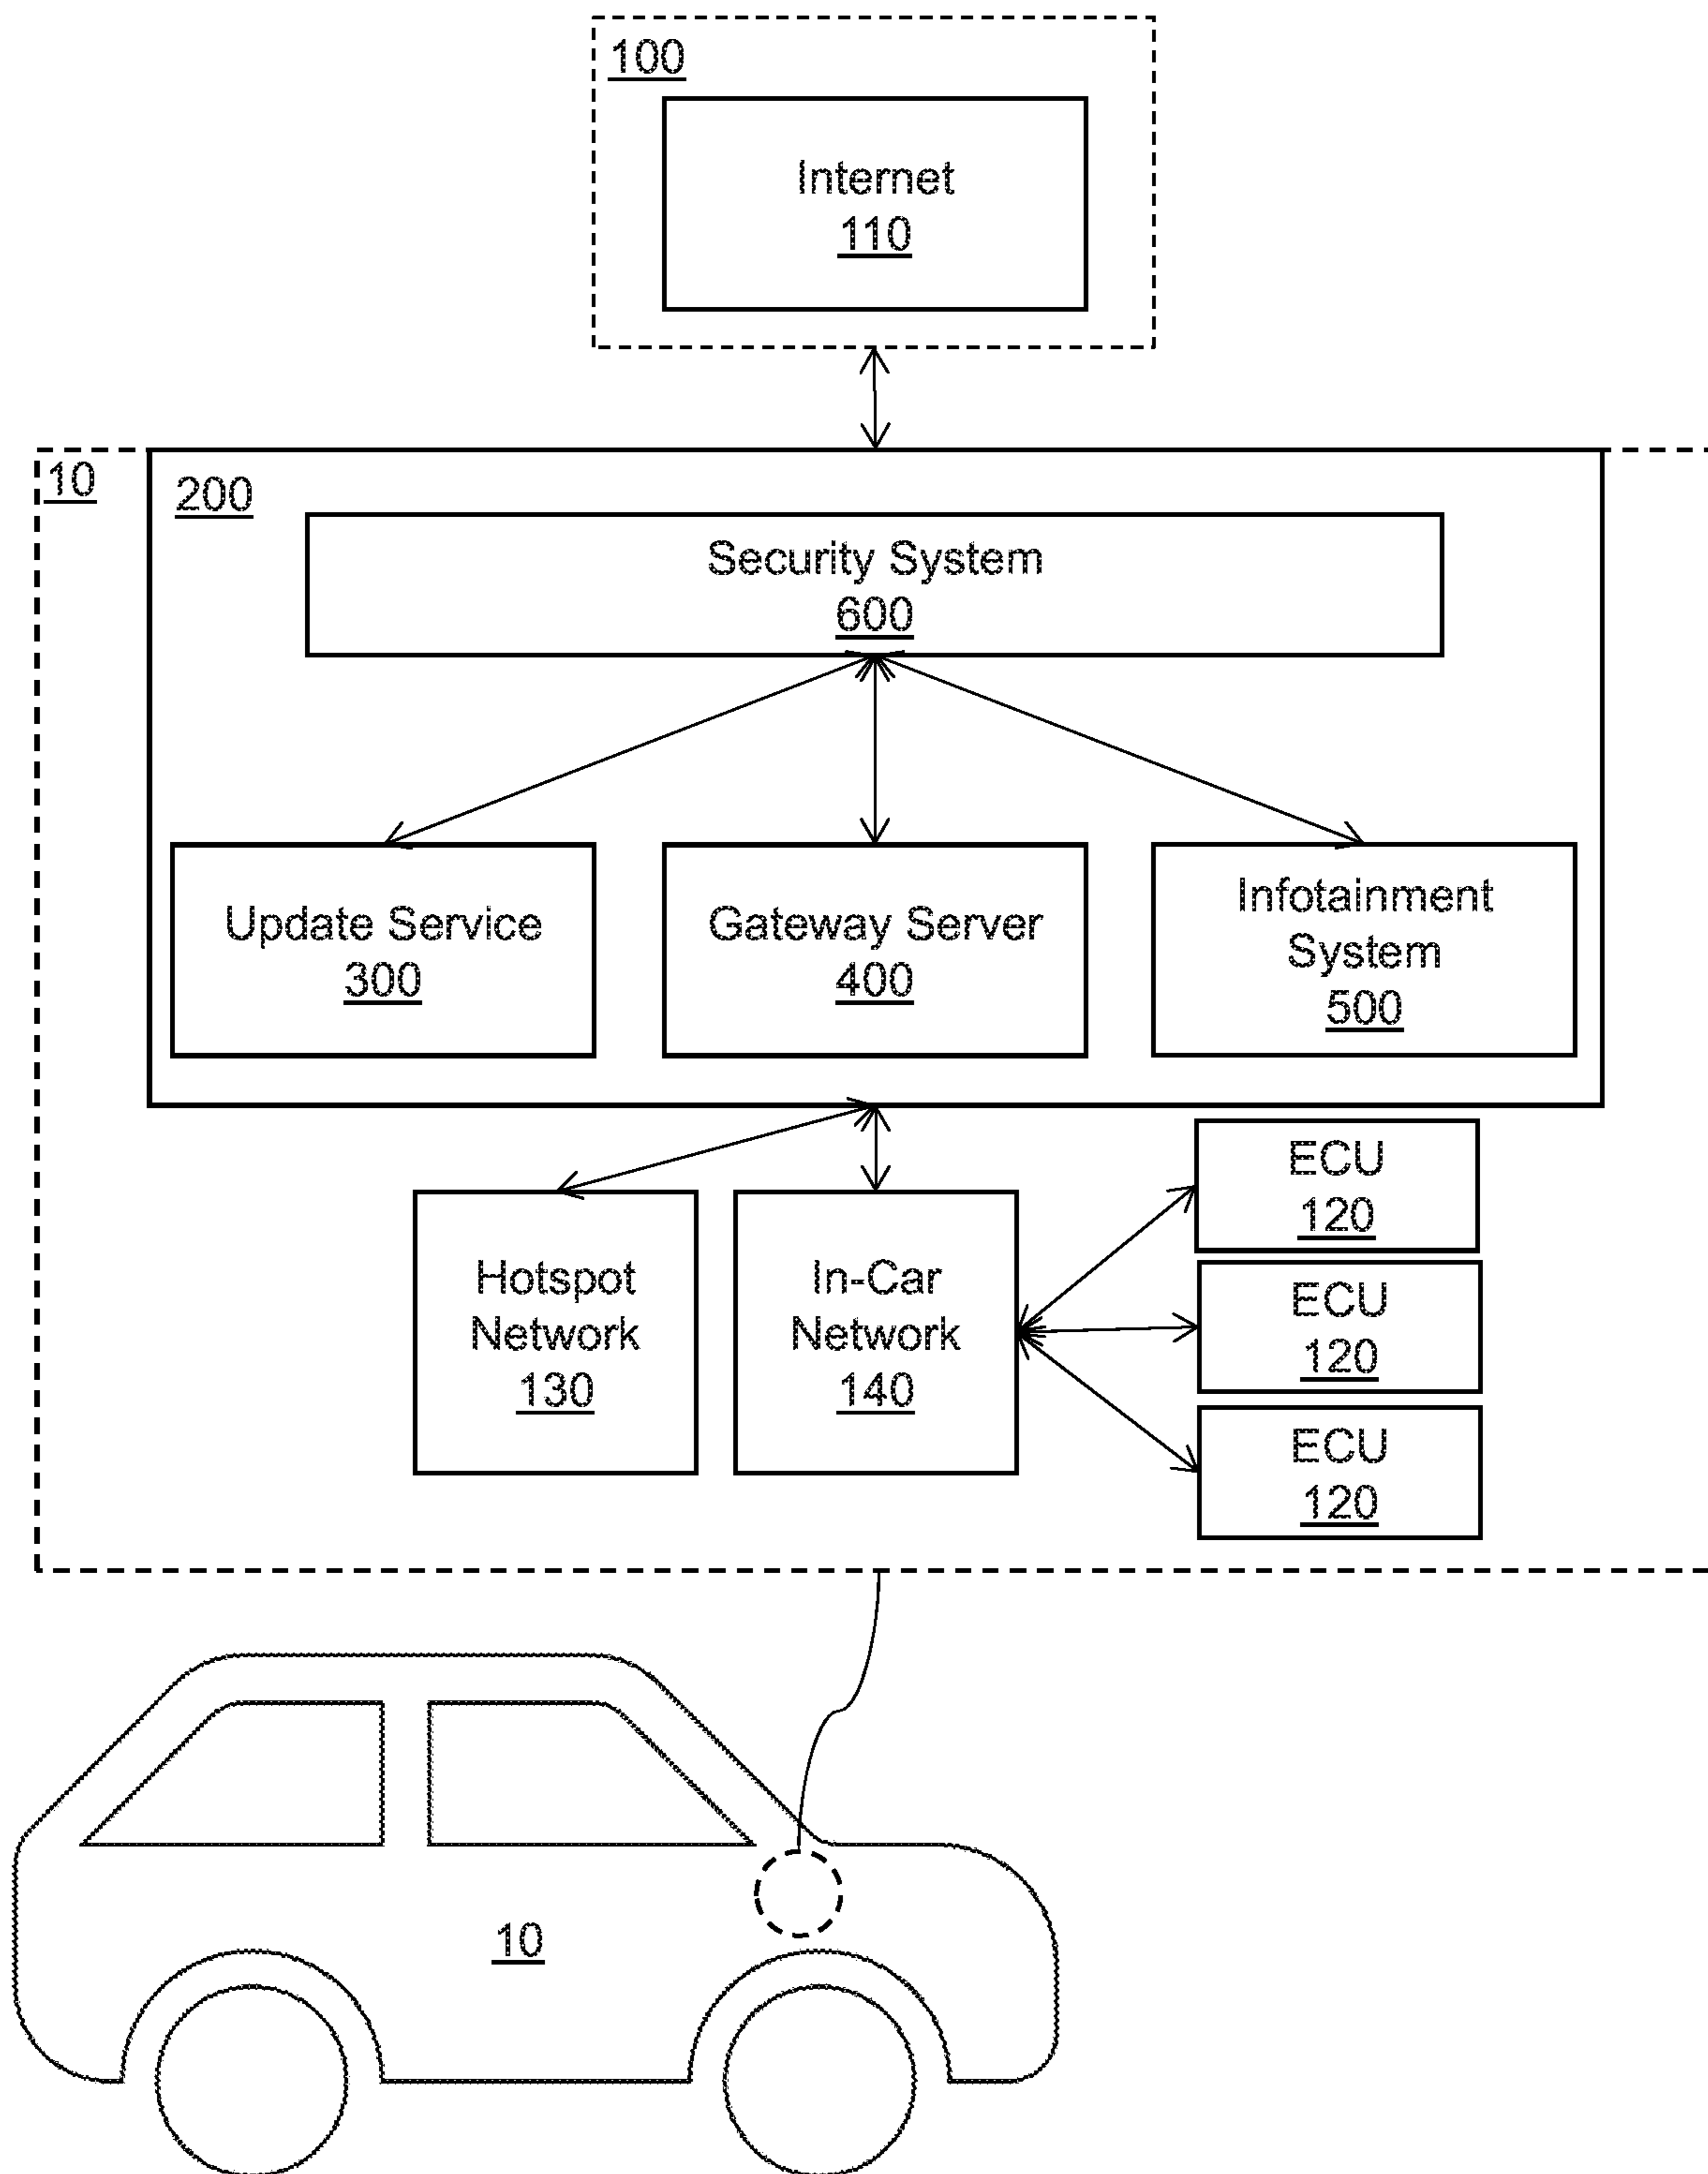 100
Internet
110
10
200
Security System
600
Update Service
300
Gateway Server
400
Infotainment
System
500
Hotspot
Network
130
In-Car
Network
140
ECU
120
ECU
120
ECU
120
10